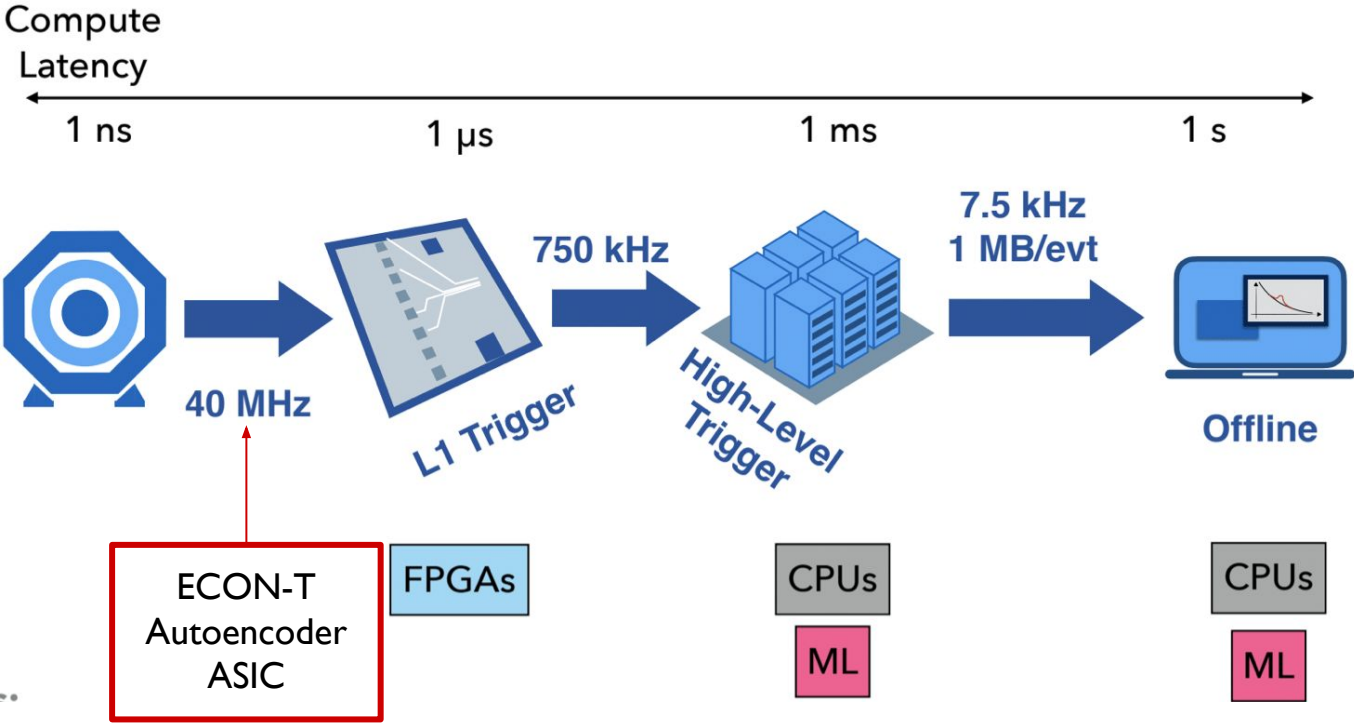 Compute
Latency
1 ns
1 µs
1 ms
1 s
40 MHz
L1 Trigger
750 kHz
High-Level
Trigger
7.5 kHz
1 MB/evt
Offline
ECON-T
Autoencoder
ASIC
FPGAs
CPUs
ML
CPUs
ML